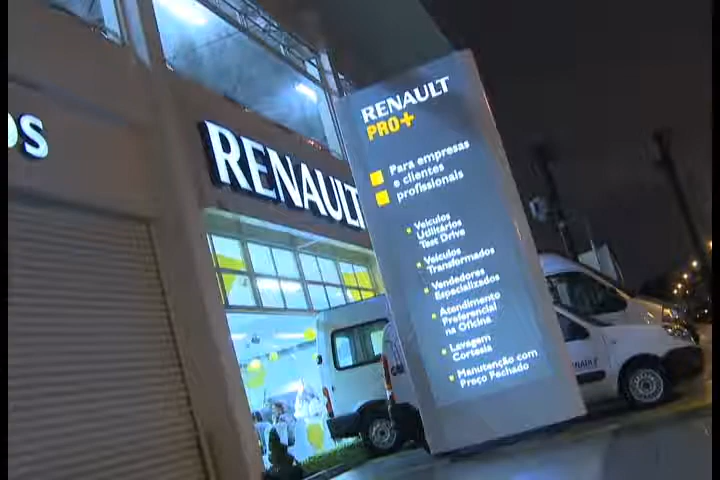 OS
RENAULT
RENAULT
PRO+
Para empresas
e clientes
profissionais
Veículos
Utilitários
Test Drive
Veículos
Transformados
Vendedores
Especializados
Atendimento
Preferencial
na Oficina
Lavagem
Cortesia
Manutenção com
Preço Fechado